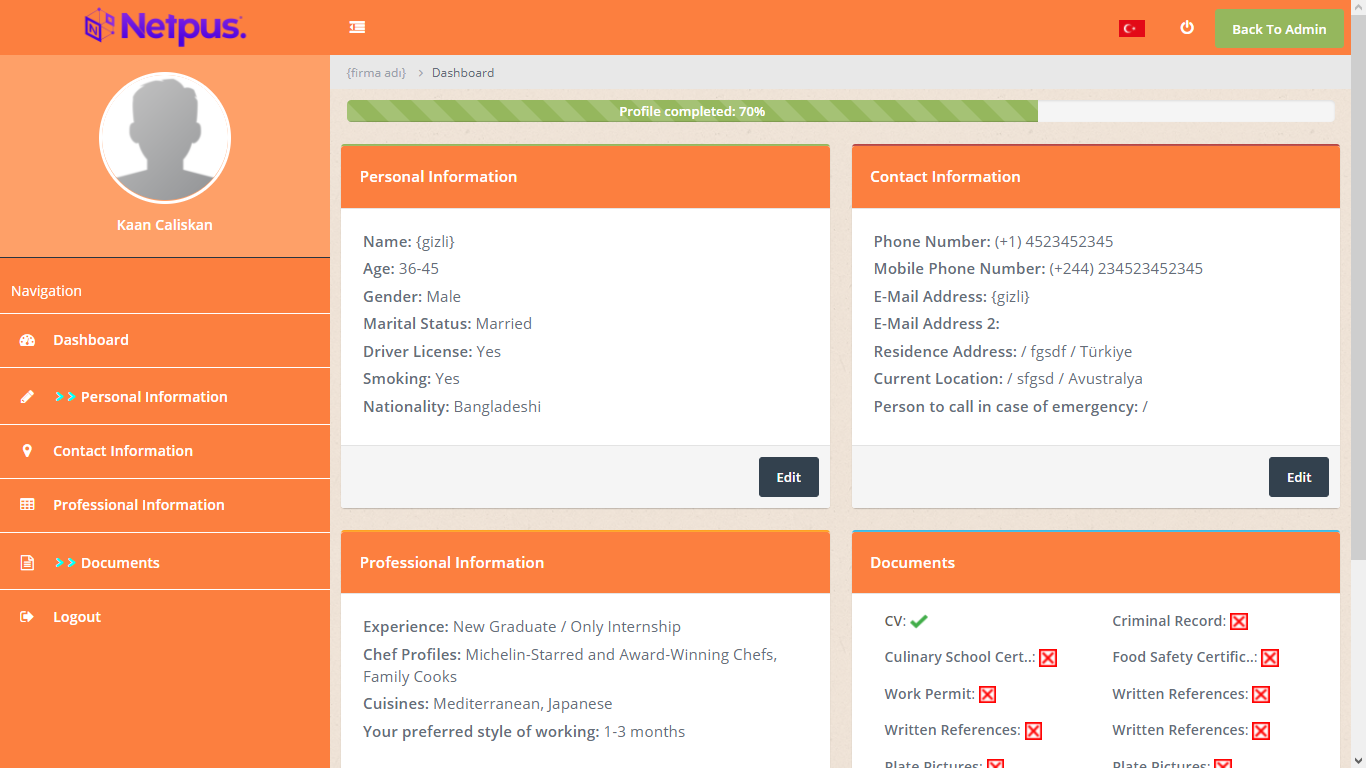 Netpus.
Back To Admin
Kaan Caliskan
Navigation
Dashboard
>> Personal Information
Contact Information
Professional Information
>> Documents
Logout
{firma adı} > Dashboard
Profile completed: 70%
Personal Information
Name: {gizli}
Age: 36-45
Gender: Male
Marital Status: Married
Driver License: Yes
Smoking: Yes
Nationality: Bangladeshi
Edit
Contact Information
Phone Number: (+1) 4523452345
Mobile Phone Number: (+244) 234523452345
E-Mail Address: {gizli}
E-Mail Address 2:
Residence Address: / fgsdf / Türkiye
Current Location: / sfgsd / Avustralya
Person to call in case of emergency: /
Edit
Professional Information
Experience: New Graduate / Only Internship
Chef Profiles: Michelin-Starred and Award-Winning Chefs,
Family Cooks
Cuisines: Mediterranean, Japanese
Your preferred style of working: 1-3 months
Documents
CV:
Criminal Record:
Culinary School Cert..:
Food Safety Certific..:
Work Permit:
Written References:
Written References:
Written References:
Plate Pictures:
Plate Pictures: